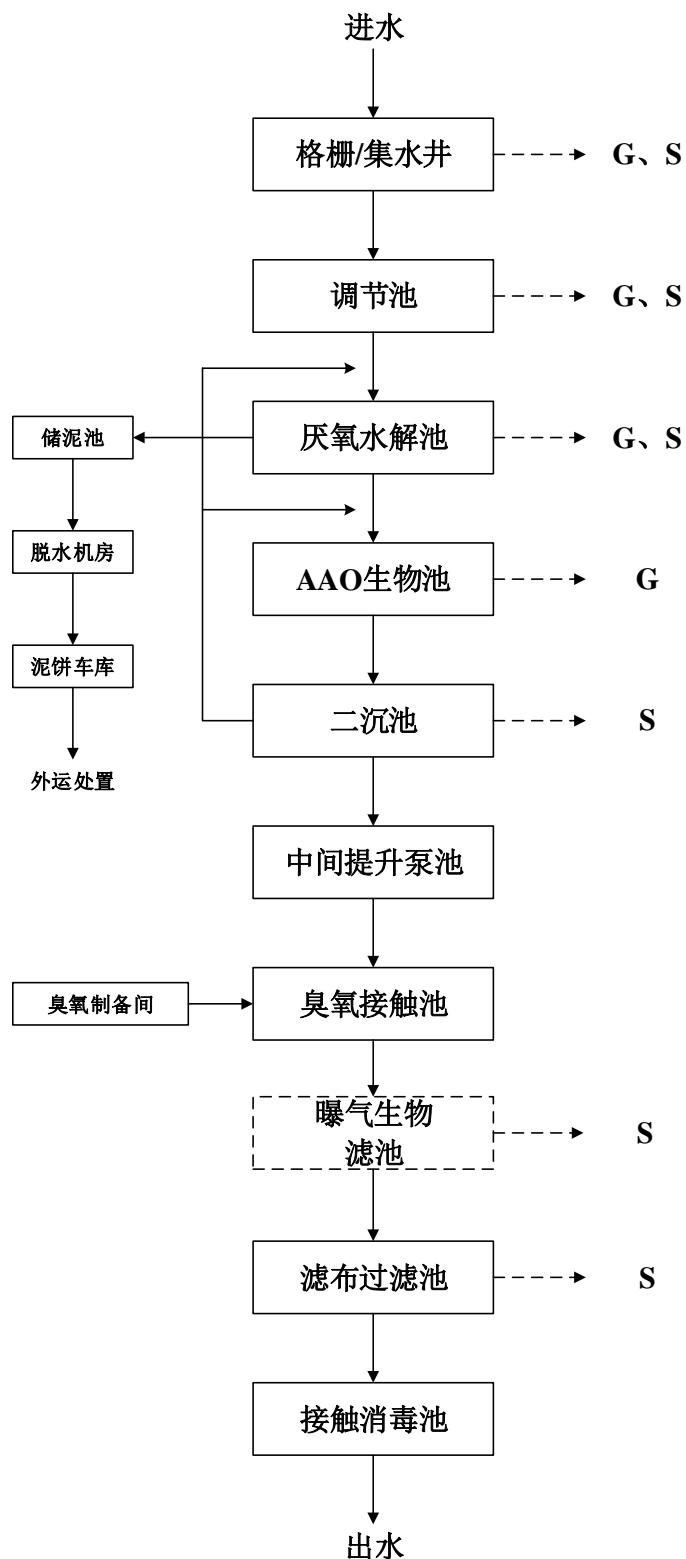 进水
格栅/集水井
G、S
调节池
G、S
储泥池
厌氧水解池
G、S
脱水机房
AAO生物池
G
泥饼车库
二沉池
S
外运处置
中间提升泵池
臭氧制备间
臭氧接触池
曝气生物
滤池
S
滤布过滤池
S
接触消毒池
出水